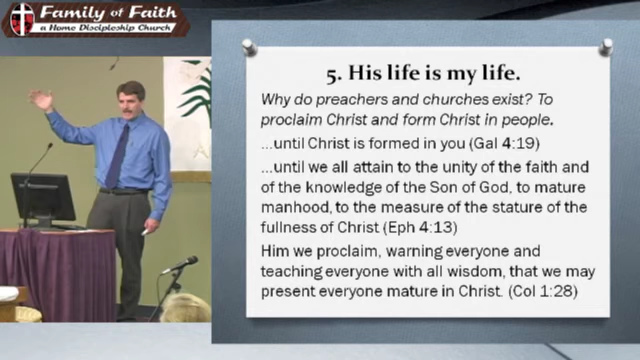 Family of Faith
a Home Discipleship Church
5. His life is my life.
Why do preachers and churches exist? To
proclaim Christ and form Christ in people.
...until Christ is formed in you (Gal 4:19)
...until we all attain to the unity of the faith and
of the knowledge of the Son of God, to mature
manhood, to the measure of the stature of the
fullness of Christ (Eph 4:13)
Him we proclaim, warning everyone and
teaching everyone with all wisdom, that we may
present everyone mature in Christ. (Col 1:28)